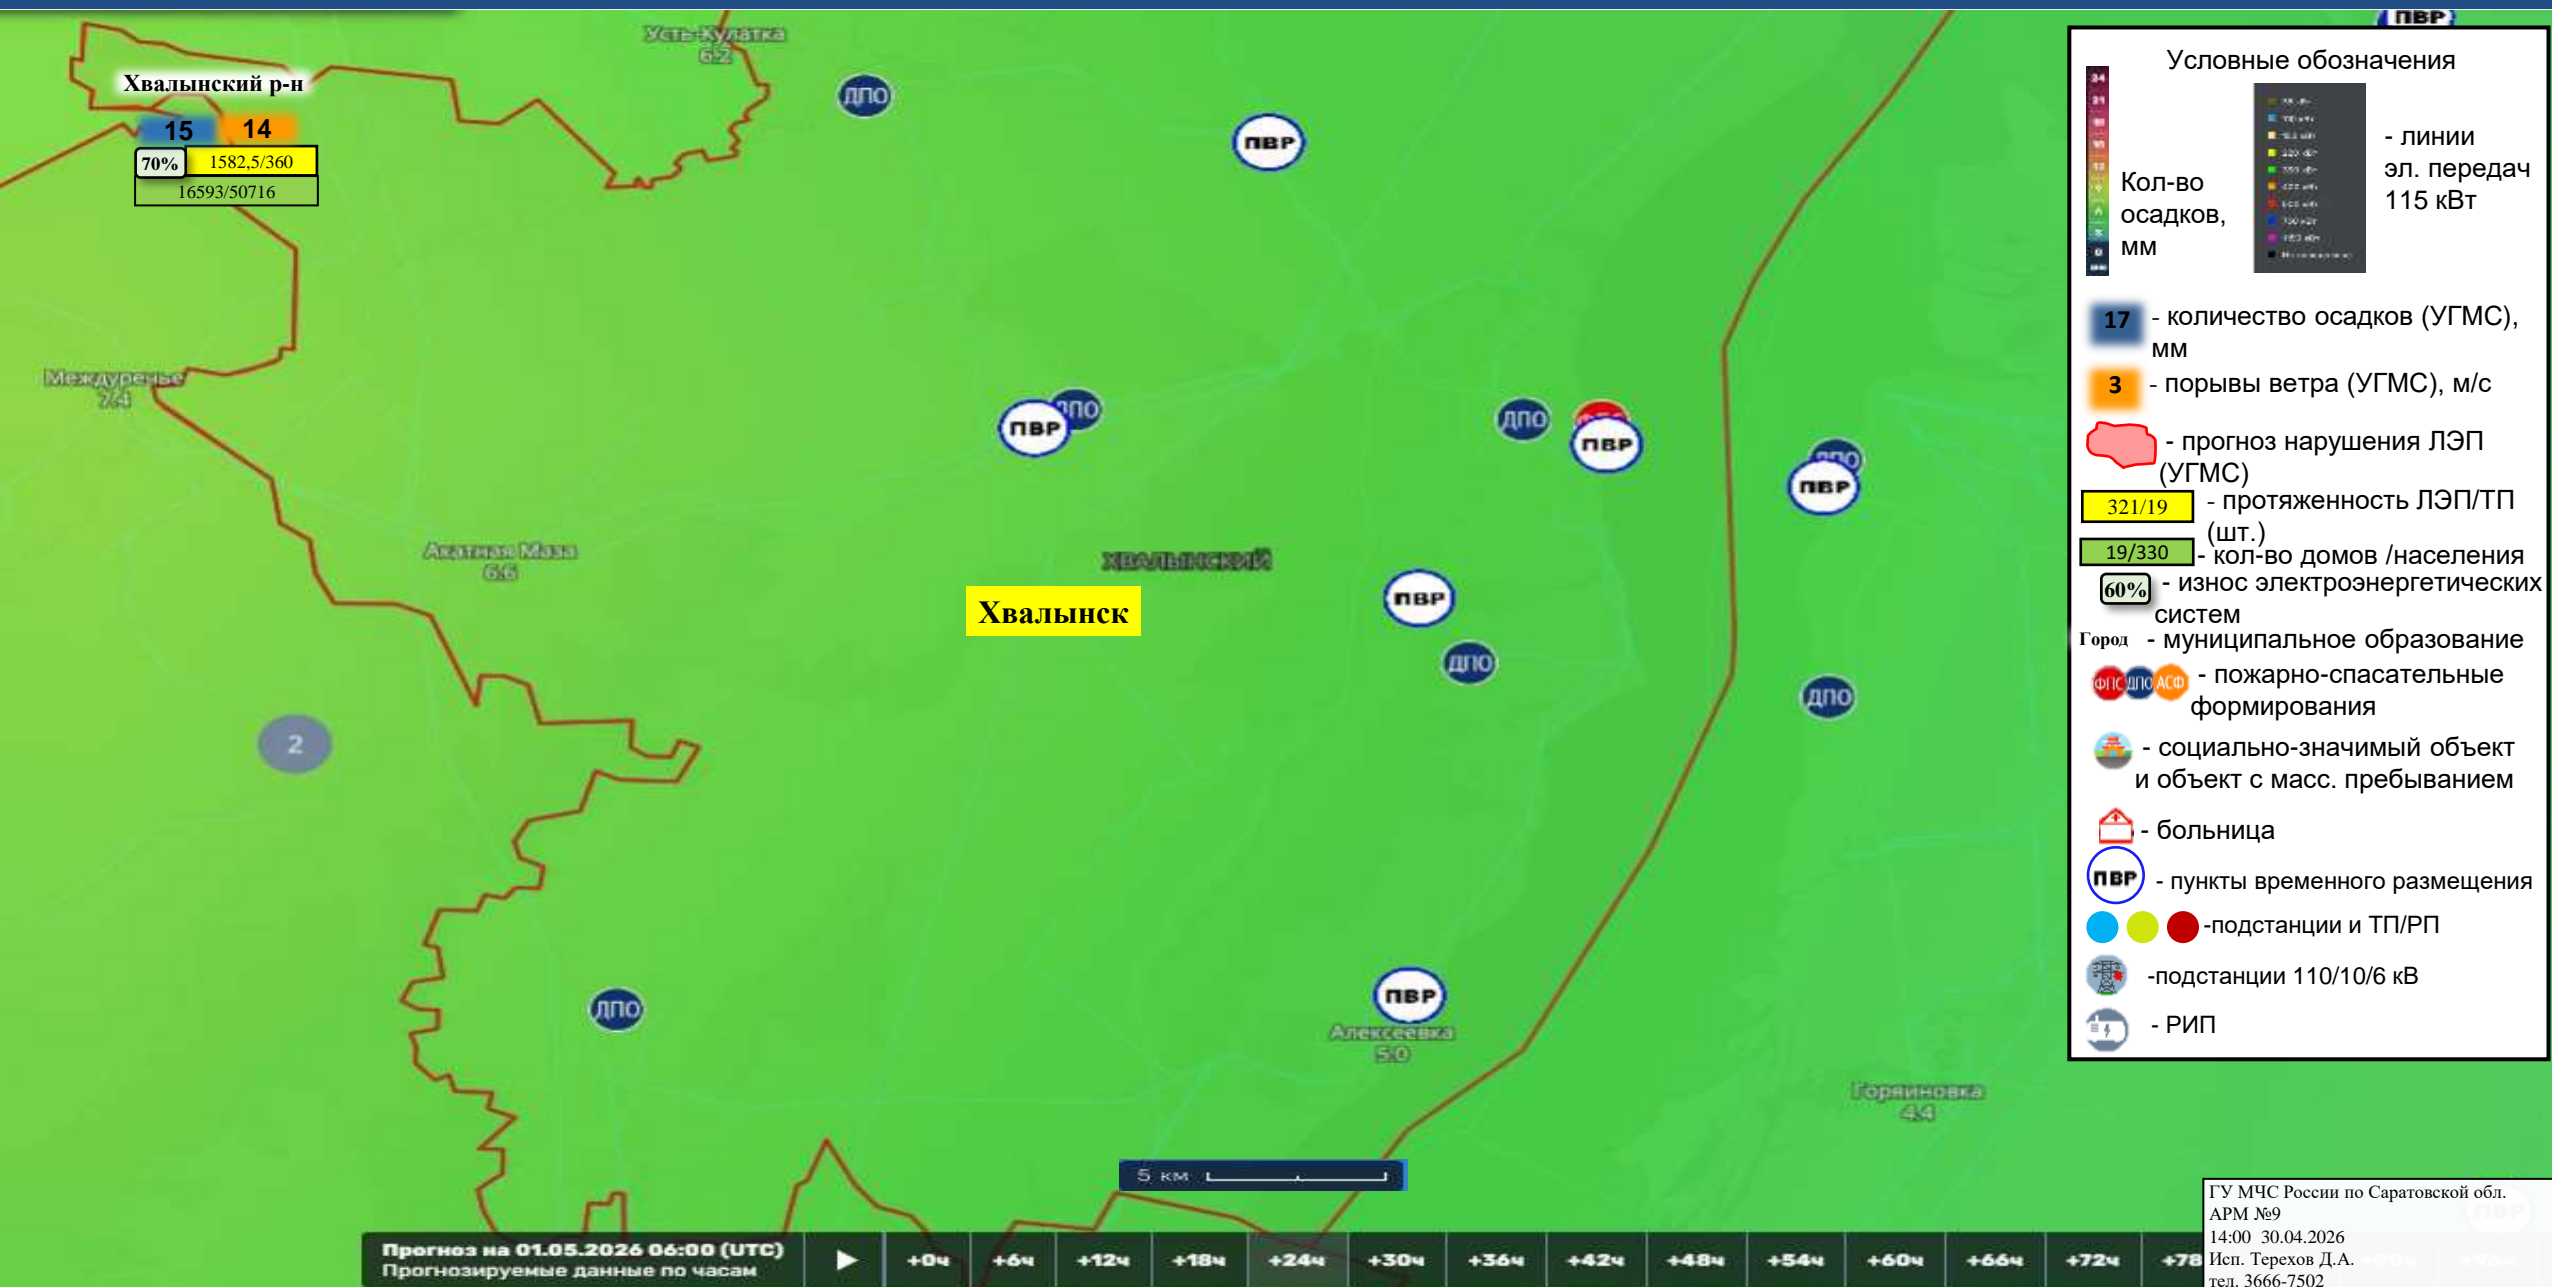 ПВР
Усть-Кулатка
6.2
Хвалынский р-н
15
14
70%
1582,5/360
16593/50716
ДПО
ПВР
Междуречье
7.4
ПВР
ДПО
ДПО
ПВР
ДПО
ПВР
Акатная Маза
6.6
ХВАЛЫНСКИЙ
Хвалынск
ПВР
ДПО
ДПО
2
ДПО
ПВР
Алексеевка
5.0
Горяиновка
4.4
5 км
Условные обозначения
Кол-во
осадков,
мм
- линии
эл. передач
115 кВт
17 - количество осадков (УГМС),
мм
3 - порывы ветра (УГМС), м/с
- прогноз нарушения ЛЭП
(УГМС)
321/19 - протяженность ЛЭП/ТП
(шт.)
19/330 - кол-во домов /населения
60% - износ электроэнергетических
систем
Город - муниципальное образование
ФПС ДПО АСФ - пожарно-спасательные
формирования
- социально-значимый объект
и объект с масс. пребыванием
- больница
ПВР - пункты временного размещения
-подстанции и ТП/РП
-подстанции 110/10/6 кВ
- РИП
Прогноз на 01.05.2026 06:00 (UTC)
Прогнозируемые данные по часам
+0ч +6ч +12ч +18ч +24ч +30ч +36ч +42ч +48ч +54ч +60ч +66ч +72ч +78
ГУ МЧС России по Саратовской обл.
АРМ №9
14:00 30.04.2026
Исп. Терехов Д.А.
тел. 3666-7502